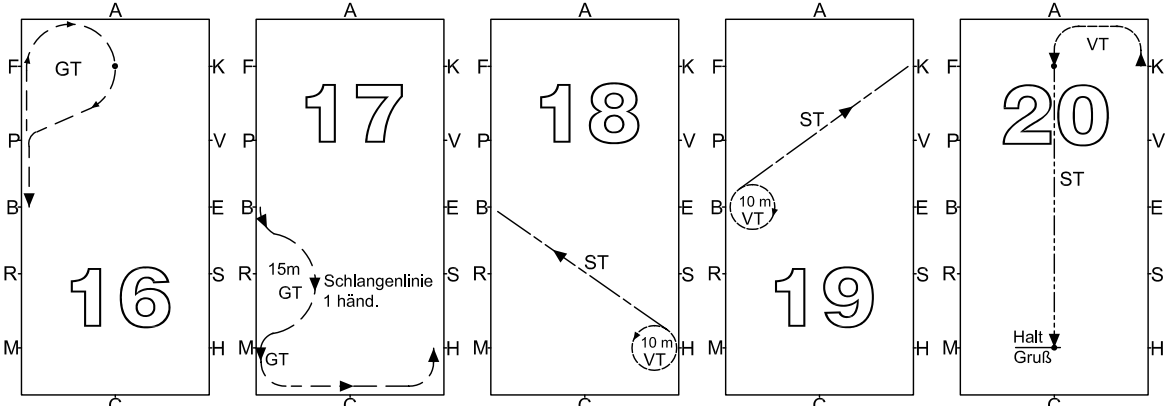 A A A A A
F GT K F K F K F K F VT K
P V P V P V P ST V P V
16 17 18 19 20
B E B E B E B 10 m VT E B ST E
R S R 15m GT Schlangenlinie 1 händ. S R ST S R S R S
M H M GT H M 10 m VT H M H M Halt Gruß H
C C C C C